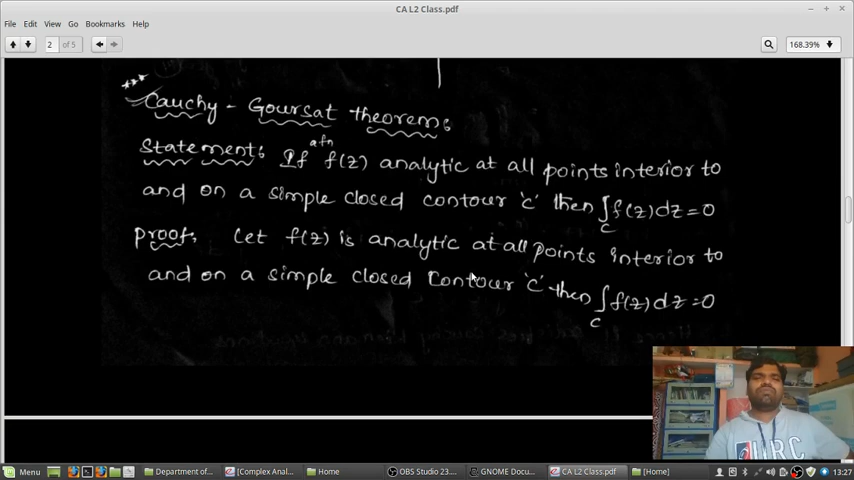 CA L2 Class.pdf
File Edit View Go Bookmarks Help
2 of 5
168.39%
Cauchy - Goursat theorem:
a fn
Statement: If f(z) analytic at all points interior to
and on a simple closed contour 'c' then ∫_C f(z)dz=0
Proof. Let f(z) is analytic at all points interior to
and on a simple closed Contour 'C' then ∫_C f(z)dz=0
Menu
Department of...
[Complex Anal...
Home
OBS Studio 23....
GNOME Docu...
CA L2 Class.pdf
[Home]
13:27